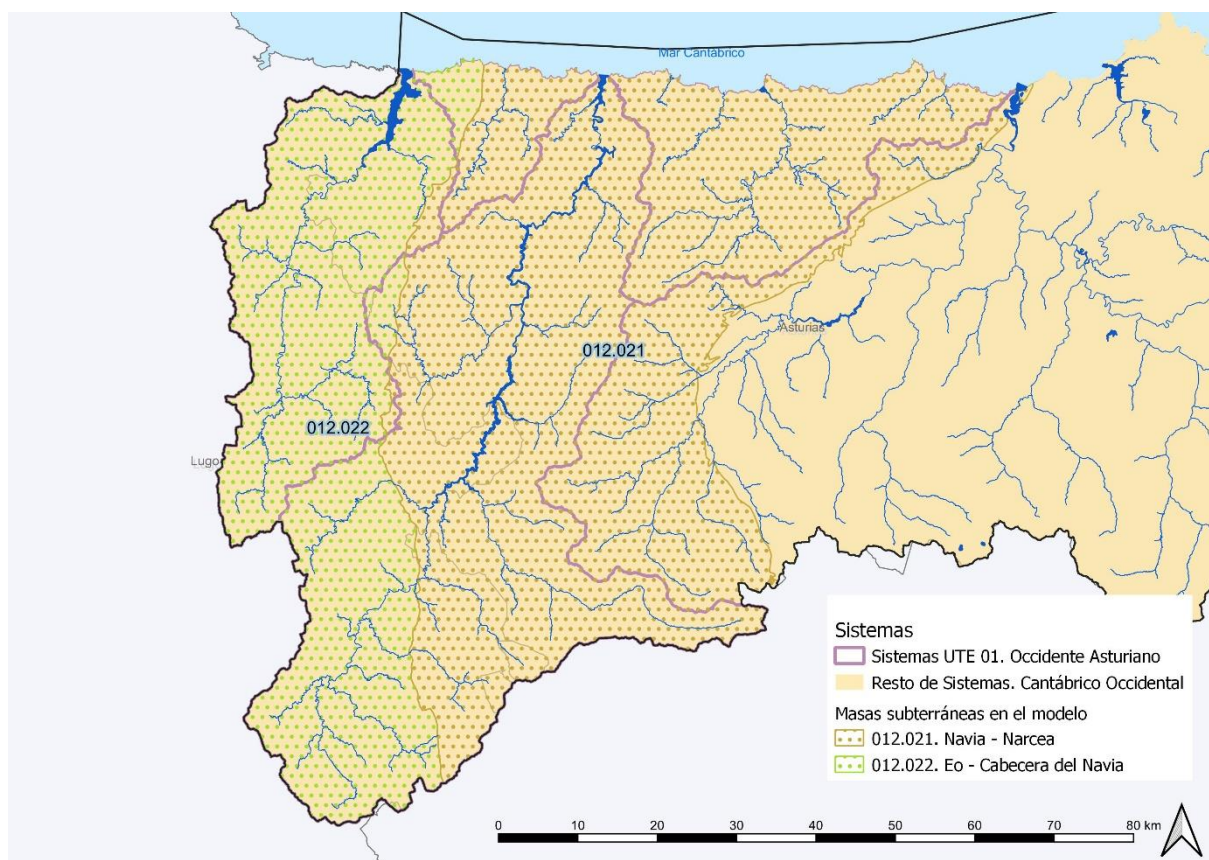 Mar Cantábrico
Asturias
012.021
012.022
Lugo
Sistemas
Sistemas UTE 01. Occidente Asturiano
Resto de Sistemas. Cantábrico Occidental
Masas subterráneas en el modelo
012.021. Navia - Narcea
012.022. Eo - Cabecera del Navia
0 10 20 30 40 50 60 70 80 km